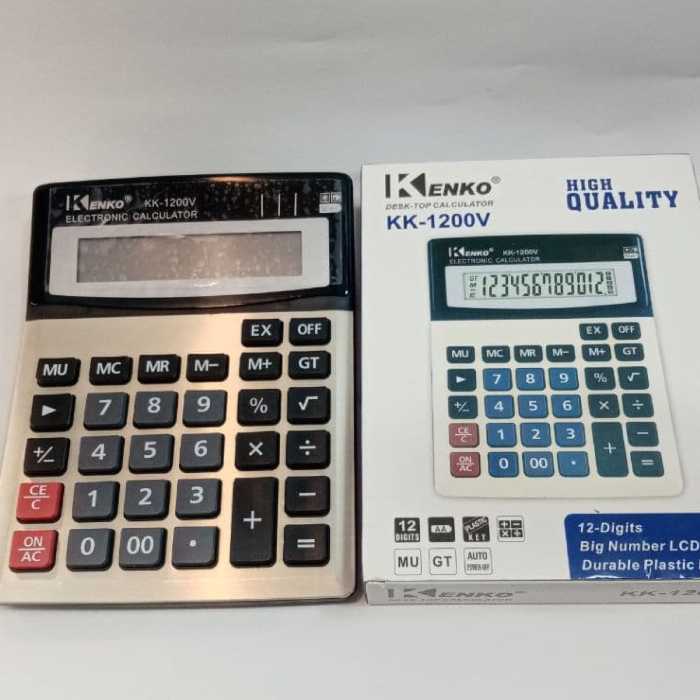 KENKO®
KK-1200V
ELECTRONIC CALCULATOR
EX OFF
MU MC MR M− M+ GT
► 7 8 9 % √
+/− 4 5 6 × ÷
CE/C 1 2 3 + −
ON/AC 0 00 · =
KENKO®
DESK-TOP CALCULATOR
KK-1200V
HIGH
QUALITY
KENKO® KK-1200V
ELECTRONIC CALCULATOR
123456789012
EX OFF
MU MC MR M− M+ GT
► 7 8 9 % √
+/− 4 5 6 × ÷
CE/C 1 2 3 + −
ON/AC 0 00 · =
12
DIGITS
AA
PLASTIC
KEY
MU
GT
AUTO
POWER OFF
12-Digits
Big Number LCD
Durable Plastic
KENKO®
DESK-TOP CALCULATOR